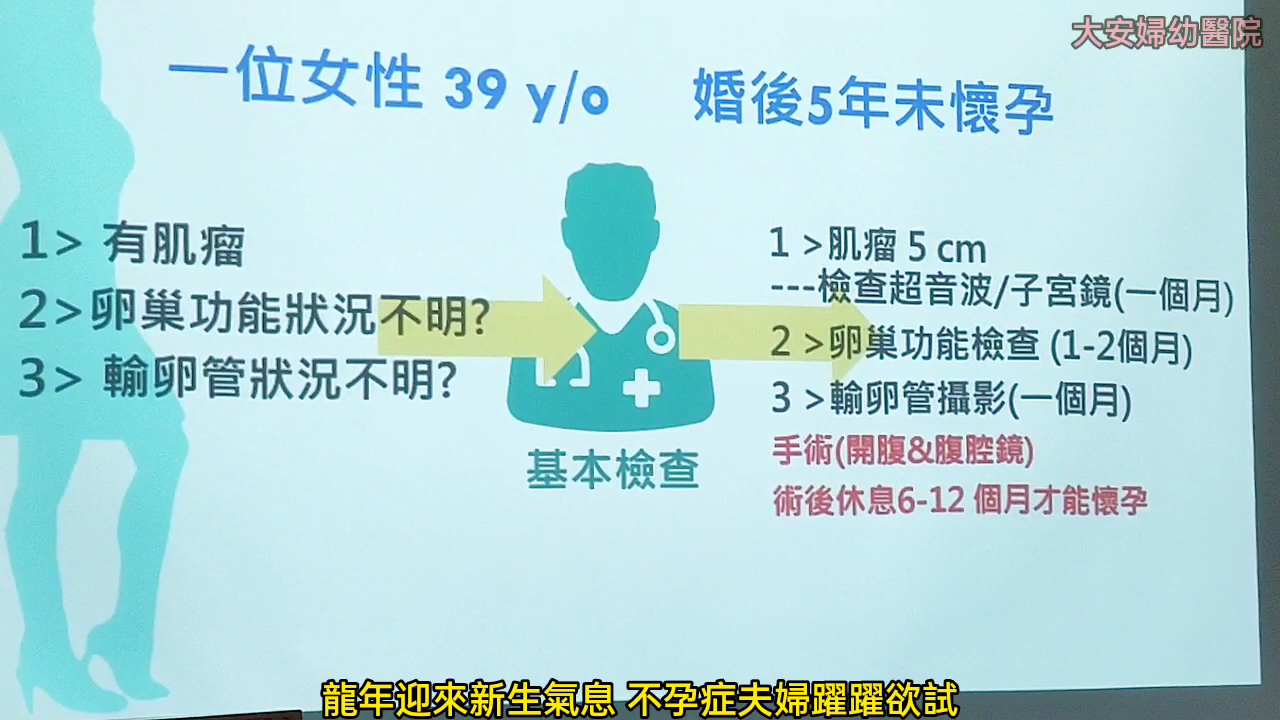 大安婦幼醫院
一位女性 39 y/o 婚後5年未懷孕
1> 有肌瘤
2>卵巢功能狀況不明?
3> 輸卵管狀況不明?
基本檢查
1 >肌瘤 5 cm
---檢查超音波/子宮鏡(一個月)
2 >卵巢功能檢查 (1-2個月)
3 >輸卵管攝影(一個月)
手術(開腹&腹腔鏡)
術後休息6-12 個月才能懷孕
龍年迎來新生氣息 不孕症夫婦躍躍欲試